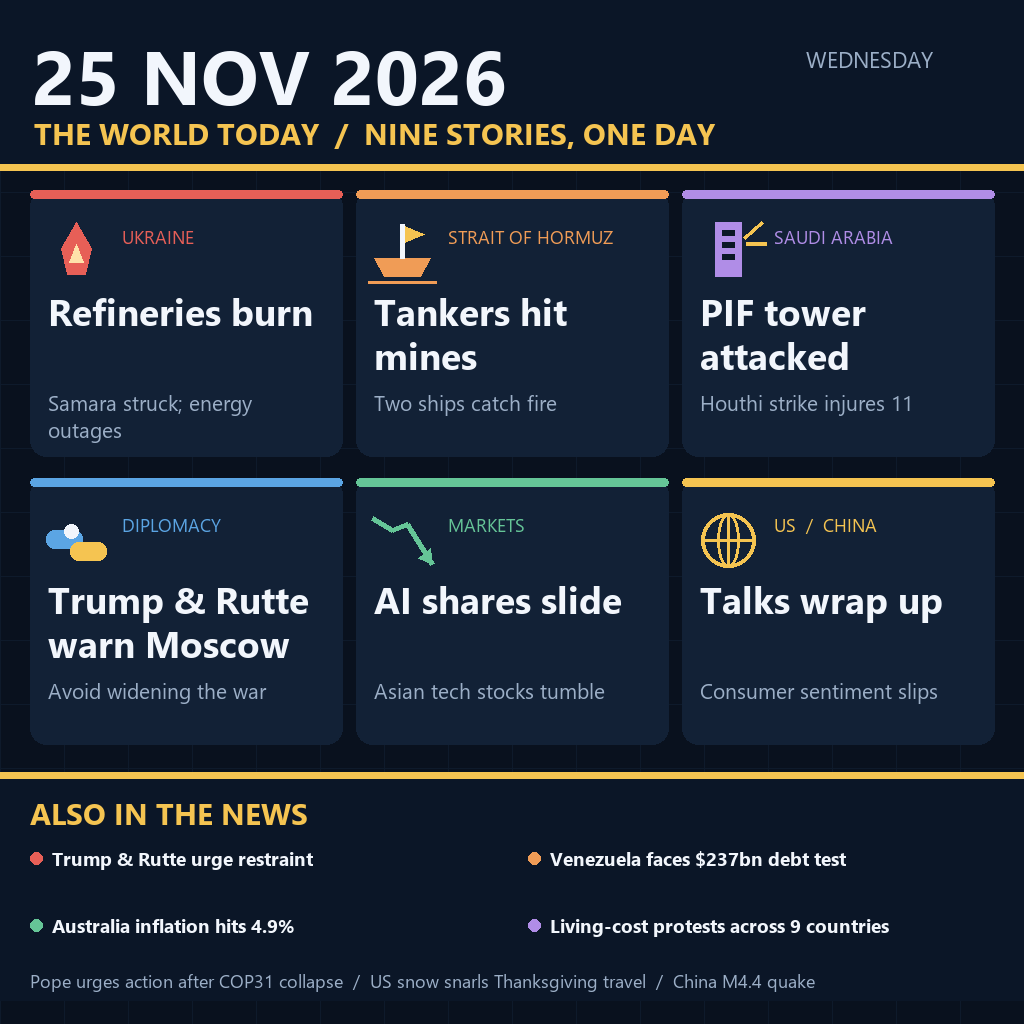 25 NOV 2026
WEDNESDAY
THE WORLD TODAY / NINE STORIES, ONE DAY
UKRAINE
Refineries burn
Samara struck; energy
outages
STRAIT OF HORMUZ
Tankers hit
mines
Two ships catch fire
SAUDI ARABIA
PIF tower
attacked
Houthi strike injures 11
DIPLOMACY
Trump & Rutte
warn Moscow
Avoid widening the war
MARKETS
AI shares slide
Asian tech stocks tumble
US / CHINA
Talks wrap up
Consumer sentiment slips
ALSO IN THE NEWS
Trump & Rutte urge restraint
Venezuela faces $237bn debt test
Australia inflation hits 4.9%
Living-cost protests across 9 countries
Pope urges action after COP31 collapse / US snow snarls Thanksgiving travel / China M4.4 quake